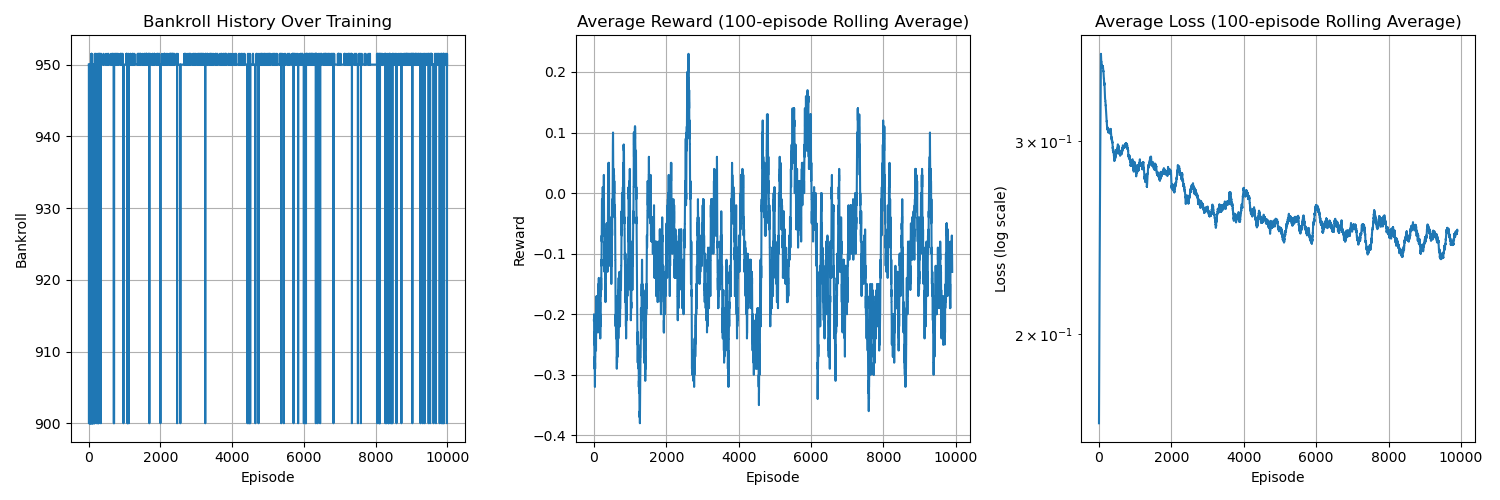 Bankroll History Over Training
Bankroll
950
940
930
920
910
900
0 2000 4000 6000 8000 10000
Episode
Average Reward (100-episode Rolling Average)
Reward
0.2
0.1
0.0
−0.1
−0.2
−0.3
−0.4
0 2000 4000 6000 8000 10000
Episode
Average Loss (100-episode Rolling Average)
Loss (log scale)
3 × 10⁻¹
2 × 10⁻¹
0 2000 4000 6000 8000 10000
Episode